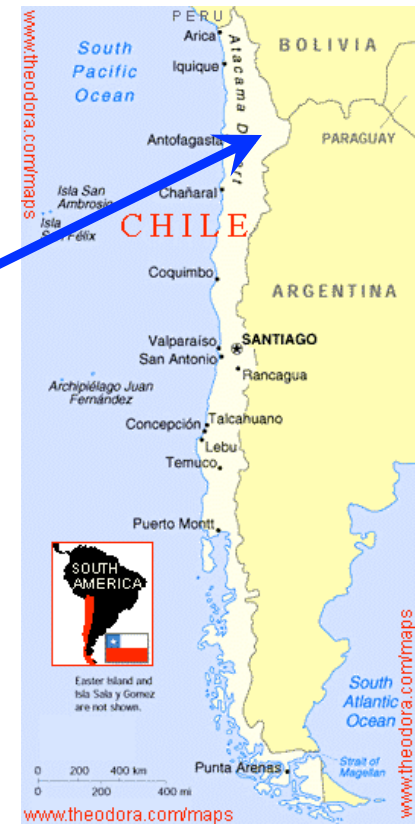 www.theodora.com/maps
PERU
Arica
BOLIVIA
South
Pacific
Ocean
Iquique
Atacama D rt
Antofagasta
PARAGUAY
Isla San
Ambrosio
Chañaral
Isla
San Félix
CHILE
Coquimbo
ARGENTINA
Valparaíso
SANTIAGO
San Antonio
Rancagua
Archipiélago Juan
Fernández
Concepción
Talcahuano
Lebu
Temuco
Puerto Montt
SOUTH
AMERICA
Easter Island and
Isla Sala y Gomez
are not shown.
South
Atlantic
Ocean
www.theodora.com/maps
Punta Arenas
Strait of
Magellan
0 200 400 km
0 200 400 mi
www.theodora.com/maps